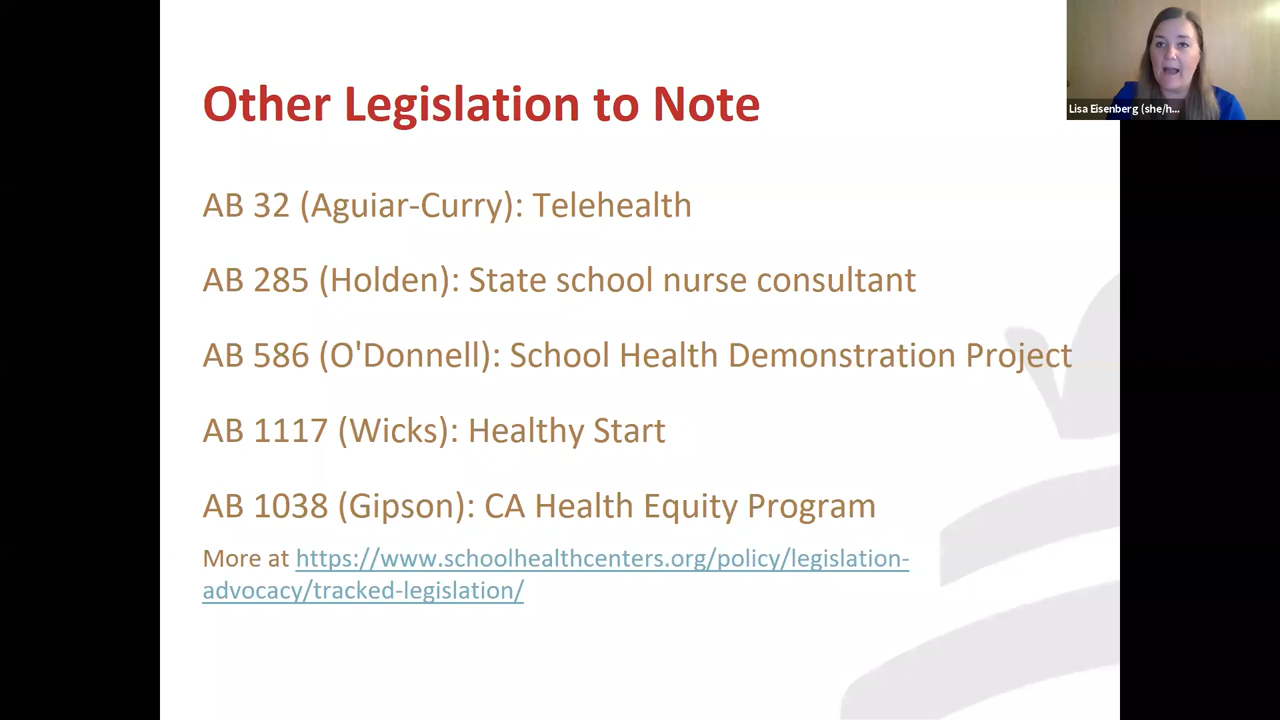 Other Legislation to Note
Lisa Eisenberg (she/h...
AB 32 (Aguiar-Curry): Telehealth
AB 285 (Holden): State school nurse consultant
AB 586 (O'Donnell): School Health Demonstration Project
AB 1117 (Wicks): Healthy Start
AB 1038 (Gipson): CA Health Equity Program
More at https://www.schoolhealthcenters.org/policy/legislation-
advocacy/tracked-legislation/